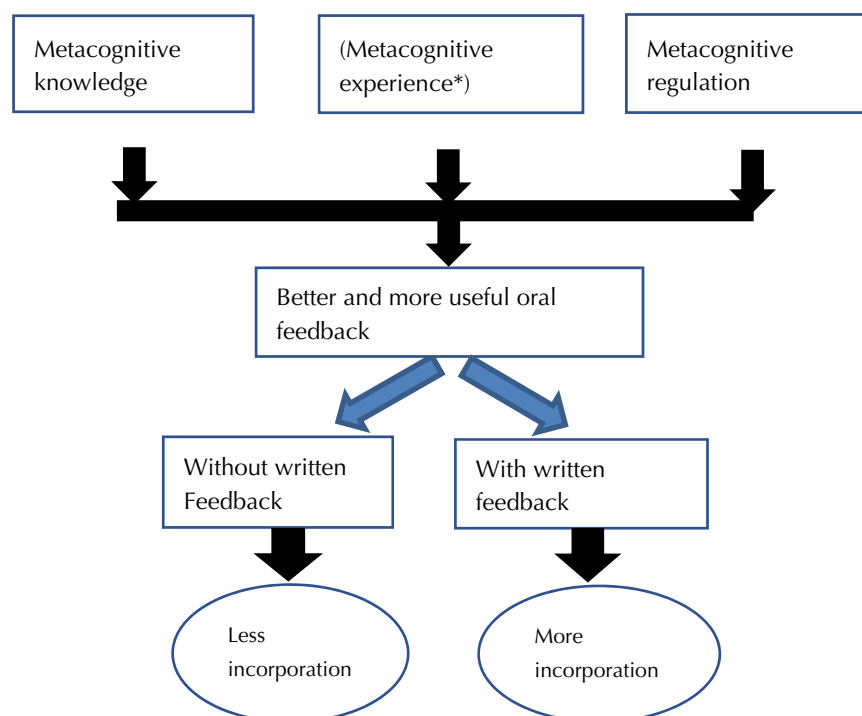 Metacognitive
knowledge
(Metacognitive
experience*)
Metacognitive
regulation
Better and more useful oral
feedback
Without written
Feedback
With written
feedback
Less
incorporation
More
incorporation